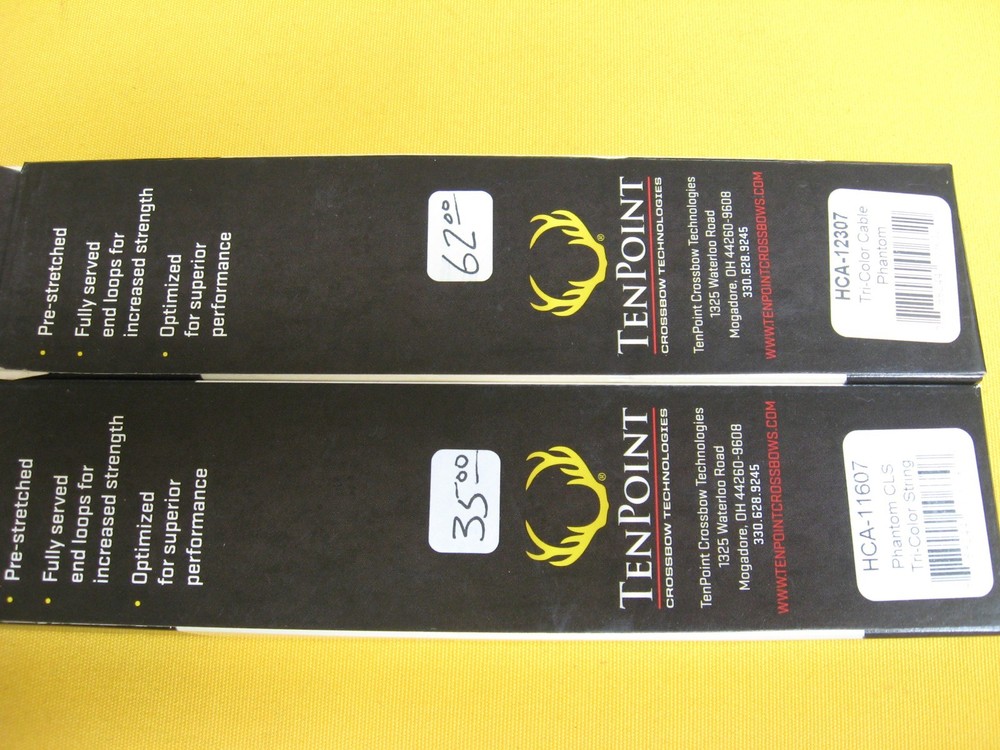 • Pre-stretched
• Fully served
end loops for
increased strength
• Optimized
for superior
performance
62 00
®
TENPOINT
CROSSBOW TECHNOLOGIES
TenPoint Crossbow Technologies
1325 Waterloo Road
Mogadore, OH 44260-9608
330.628.9245
WWW.TENPOINTCROSSBOWS.COM
HCA-12307
Tri-Color Cable
Phantom
• Pre-stretched
• Fully served
end loops for
increased strength
• Optimized
for superior
performance
35 00
®
TENPOINT
CROSSBOW TECHNOLOGIES
TenPoint Crossbow Technologies
1325 Waterloo Road
Mogadore, OH 44260-9608
330.628.9245
WWW.TENPOINTCROSSBOWS.COM
HCA-11607
Phantom CLS
Tri-Color String